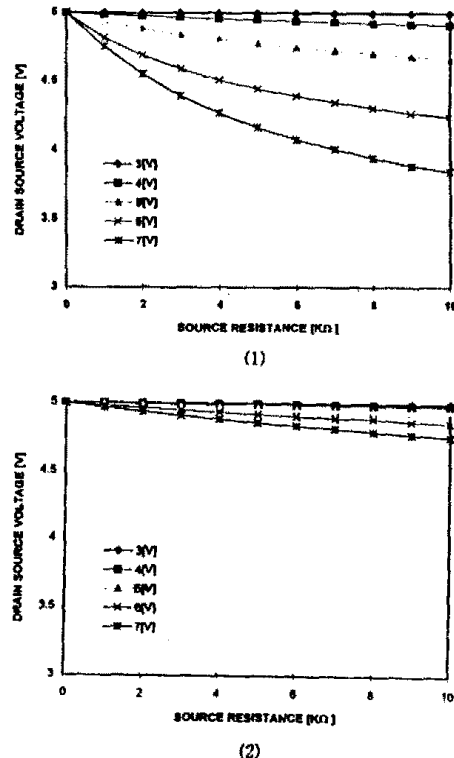 5
4.5
4
3.5
3
DRAIN SOURCE VOLTAGE [V]
3[V]
4[V]
5[V]
6[V]
7[V]
0 2 4 6 8 10
SOURCE RESISTANCE [KΩ]
(1)
5
4.5
4
3.5
3
DRAIN SOURCE VOLTAGE [V]
3[V]
4[V]
5[V]
6[V]
7[V]
0 2 4 6 8 10
SOURCE RESISTANCE [KΩ]
(2)